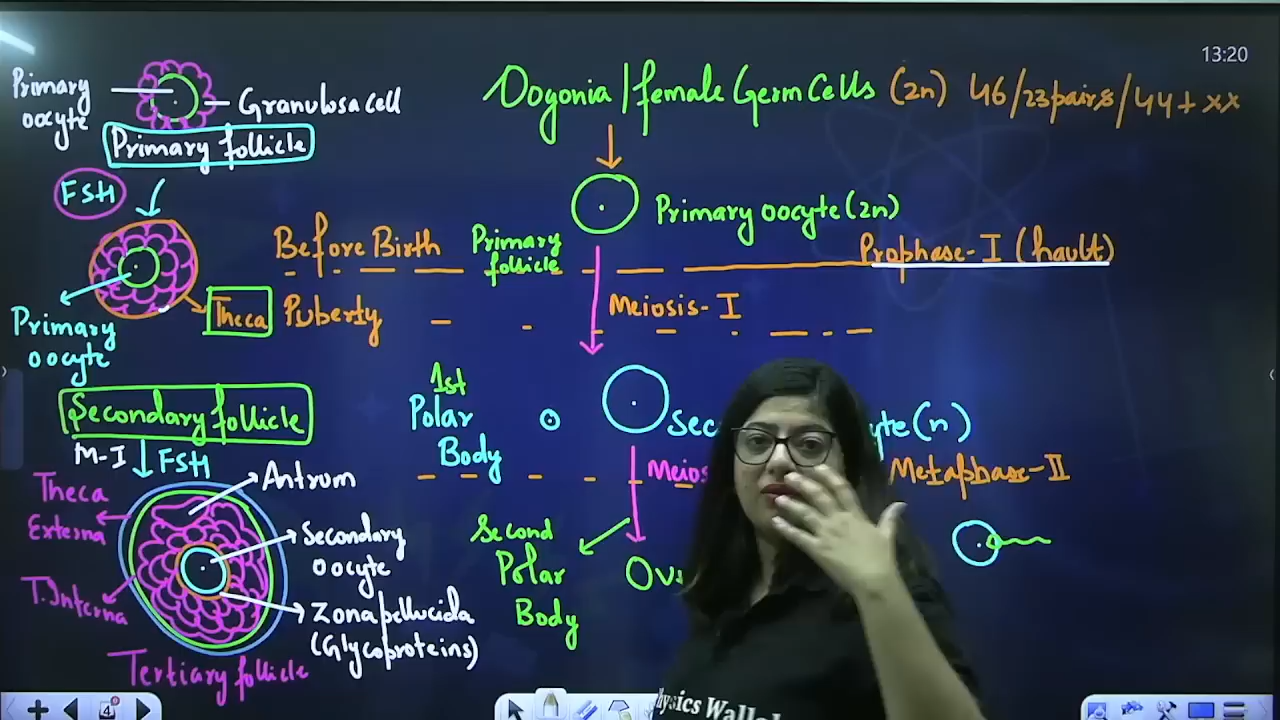 13:20
Primary
oocyte
Granulosa cell
Primary follicle
FSH
Theca
Primary
oocyte
Secondary follicle
M-I
FSH
Antrum
Theca
Externa
Secondary
oocyte
T.Interna
Zonapellucida
(Glycoproteins)
Tertiary follicle
Oogonia/female Germ Cells (2n) 46/23pairs/44+xx
Primary oocyte(2n)
Before Birth
Primary
follicle
Prophase-I (hault)
Puberty
Meiosis-I
1st
Polar
Body
(n)
Metaphase-II
Second
Polar
Body
4